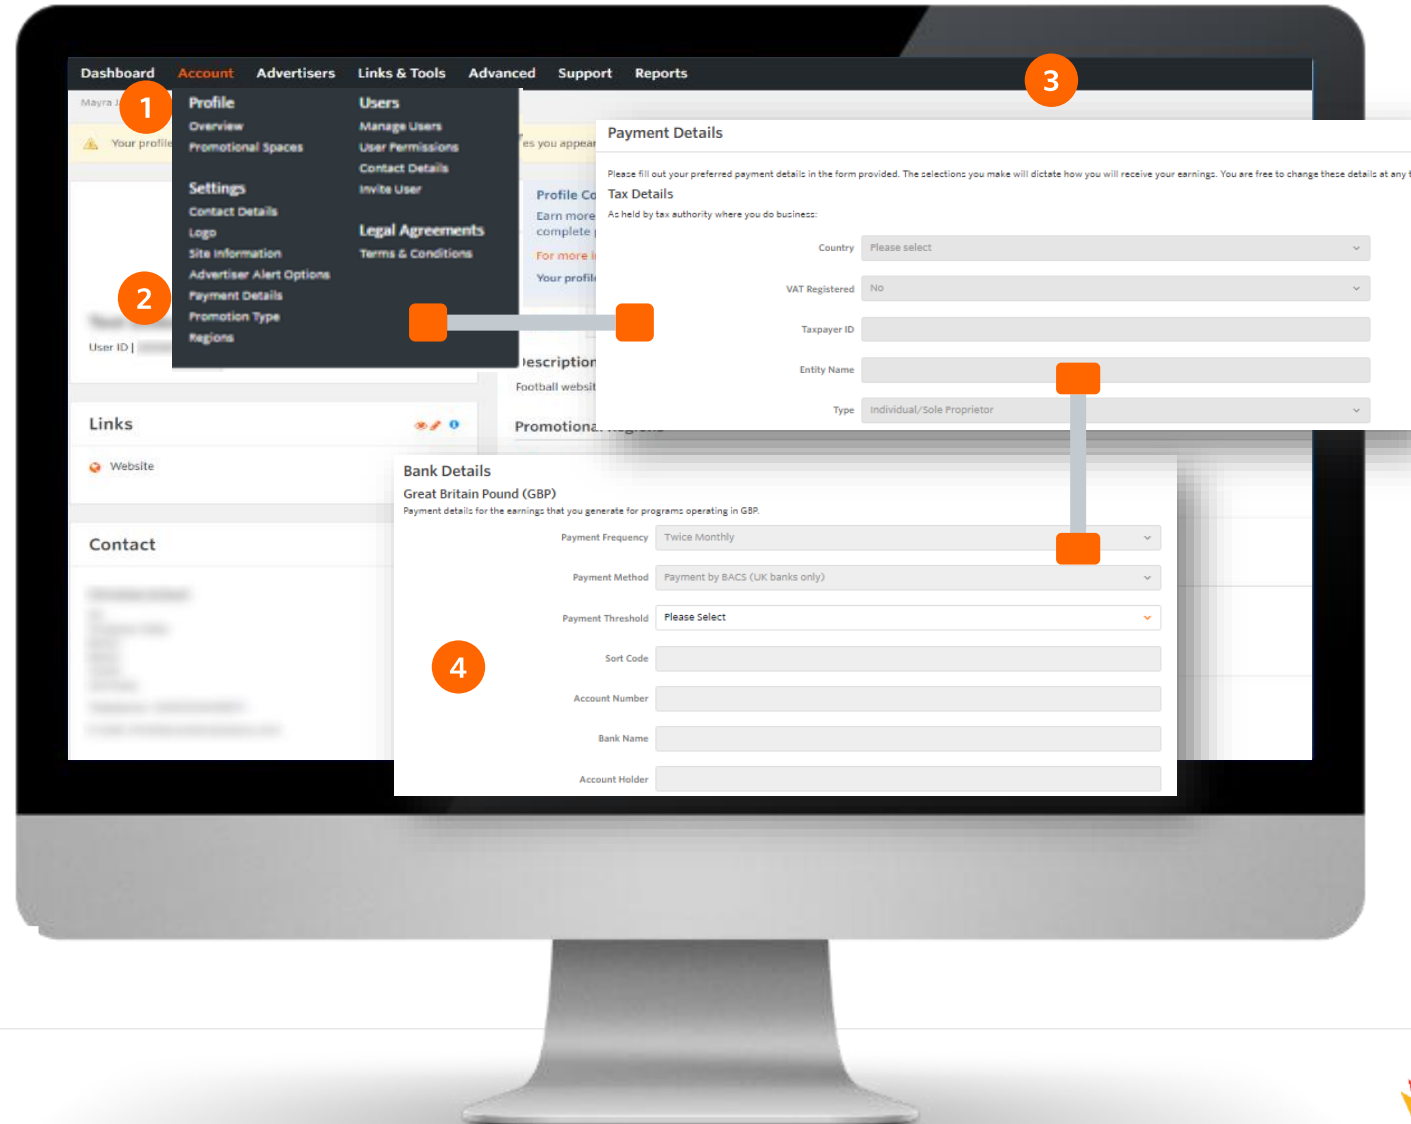 Dashboard Account Advertisers Links & Tools Advanced Support Reports
3
Mayra J
1
Profile
Overview
Promotional Spaces
Settings
Contact Details
Logo
Site Information
Advertiser Alert Options
2
Payment Details
Promotion Type
Regions
Users
Manage Users
User Permissions
Contact Details
Invite User
Legal Agreements
Terms & Conditions
Your profile
es you appear
Profile Co
Earn more
complete
For more i
Your profile
User ID |
Description
Football websit
Promotional Regions
Links
Website
Contact
Payment Details
Please fill out your preferred payment details in the form provided. The selections you make will dictate how you will receive your earnings. You are free to change these details at any t
Tax Details
As held by tax authority where you do business:
Country Please select
VAT Registered No
Taxpayer ID
Entity Name
Type Individual/Sole Proprietor
Bank Details
Great Britain Pound (GBP)
Payment details for the earnings that you generate for programs operating in GBP.
Payment Frequency Twice Monthly
Payment Method Payment by BACS (UK banks only)
Payment Threshold Please Select
4
Sort Code
Account Number
Bank Name
Account Holder